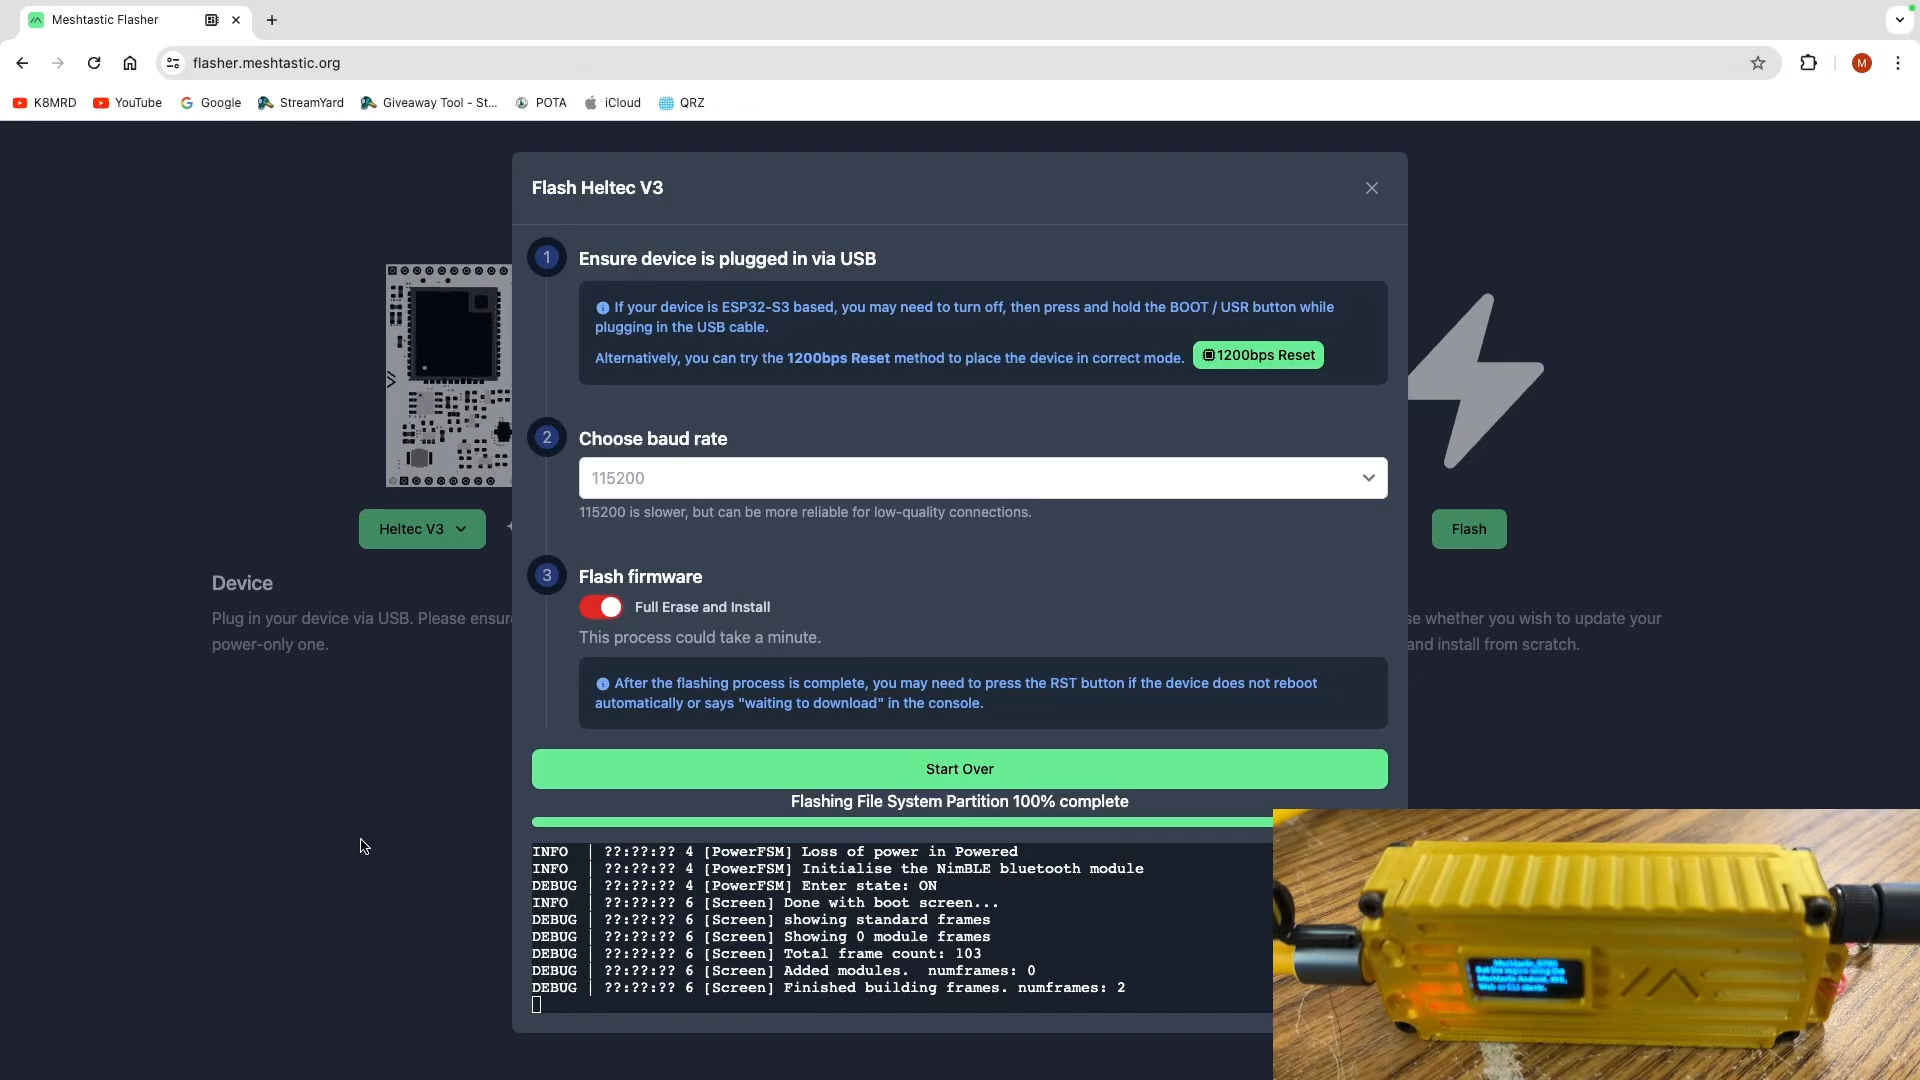 Meshtastic Flasher
flasher.meshtastic.org
M
K8MRD
YouTube
Google
StreamYard
Giveaway Tool - St...
POTA
iCloud
QRZ
Flash Heltec V3
1
Ensure device is plugged in via USB
If your device is ESP32-S3 based, you may need to turn off, then press and hold the BOOT / USR button while
plugging in the USB cable.
Alternatively, you can try the 1200bps Reset method to place the device in correct mode.
1200bps Reset
2
Choose baud rate
115200
115200 is slower, but can be more reliable for low-quality connections.
Heltec V3
Flash
Device
Plug in your device via USB. Please ensure
power-only one.
3
Flash firmware
Full Erase and Install
This process could take a minute.
whether you wish to update your
and install from scratch.
After the flashing process is complete, you may need to press the RST button if the device does not reboot
automatically or says "waiting to download" in the console.
Start Over
Flashing File System Partition 100% complete
INFO | ??:??:?? 4 [PowerFSM] Loss of power in Powered
INFO | ??:??:?? 4 [PowerFSM] Initialise the NimBLE bluetooth module
DEBUG | ??:??:?? 4 [PowerFSM] Enter state: ON
INFO | ??:??:?? 6 [Screen] Done with boot screen...
DEBUG | ??:??:?? 6 [Screen] showing standard frames
DEBUG | ??:??:?? 6 [Screen] Showing 0 module frames
DEBUG | ??:??:?? 6 [Screen] Total frame count: 103
DEBUG | ??:??:?? 6 [Screen] Added modules. numframes: 0
DEBUG | ??:??:?? 6 [Screen] Finished building frames. numframes: 2